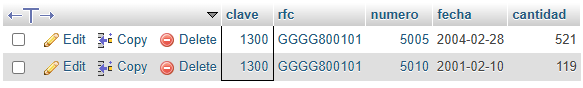 clave rfc numero fecha cantidad
Edit Copy Delete 1300 GGGG800101 5005 2004-02-28 521
Edit Copy Delete 1300 GGGG800101 5010 2001-02-10 119